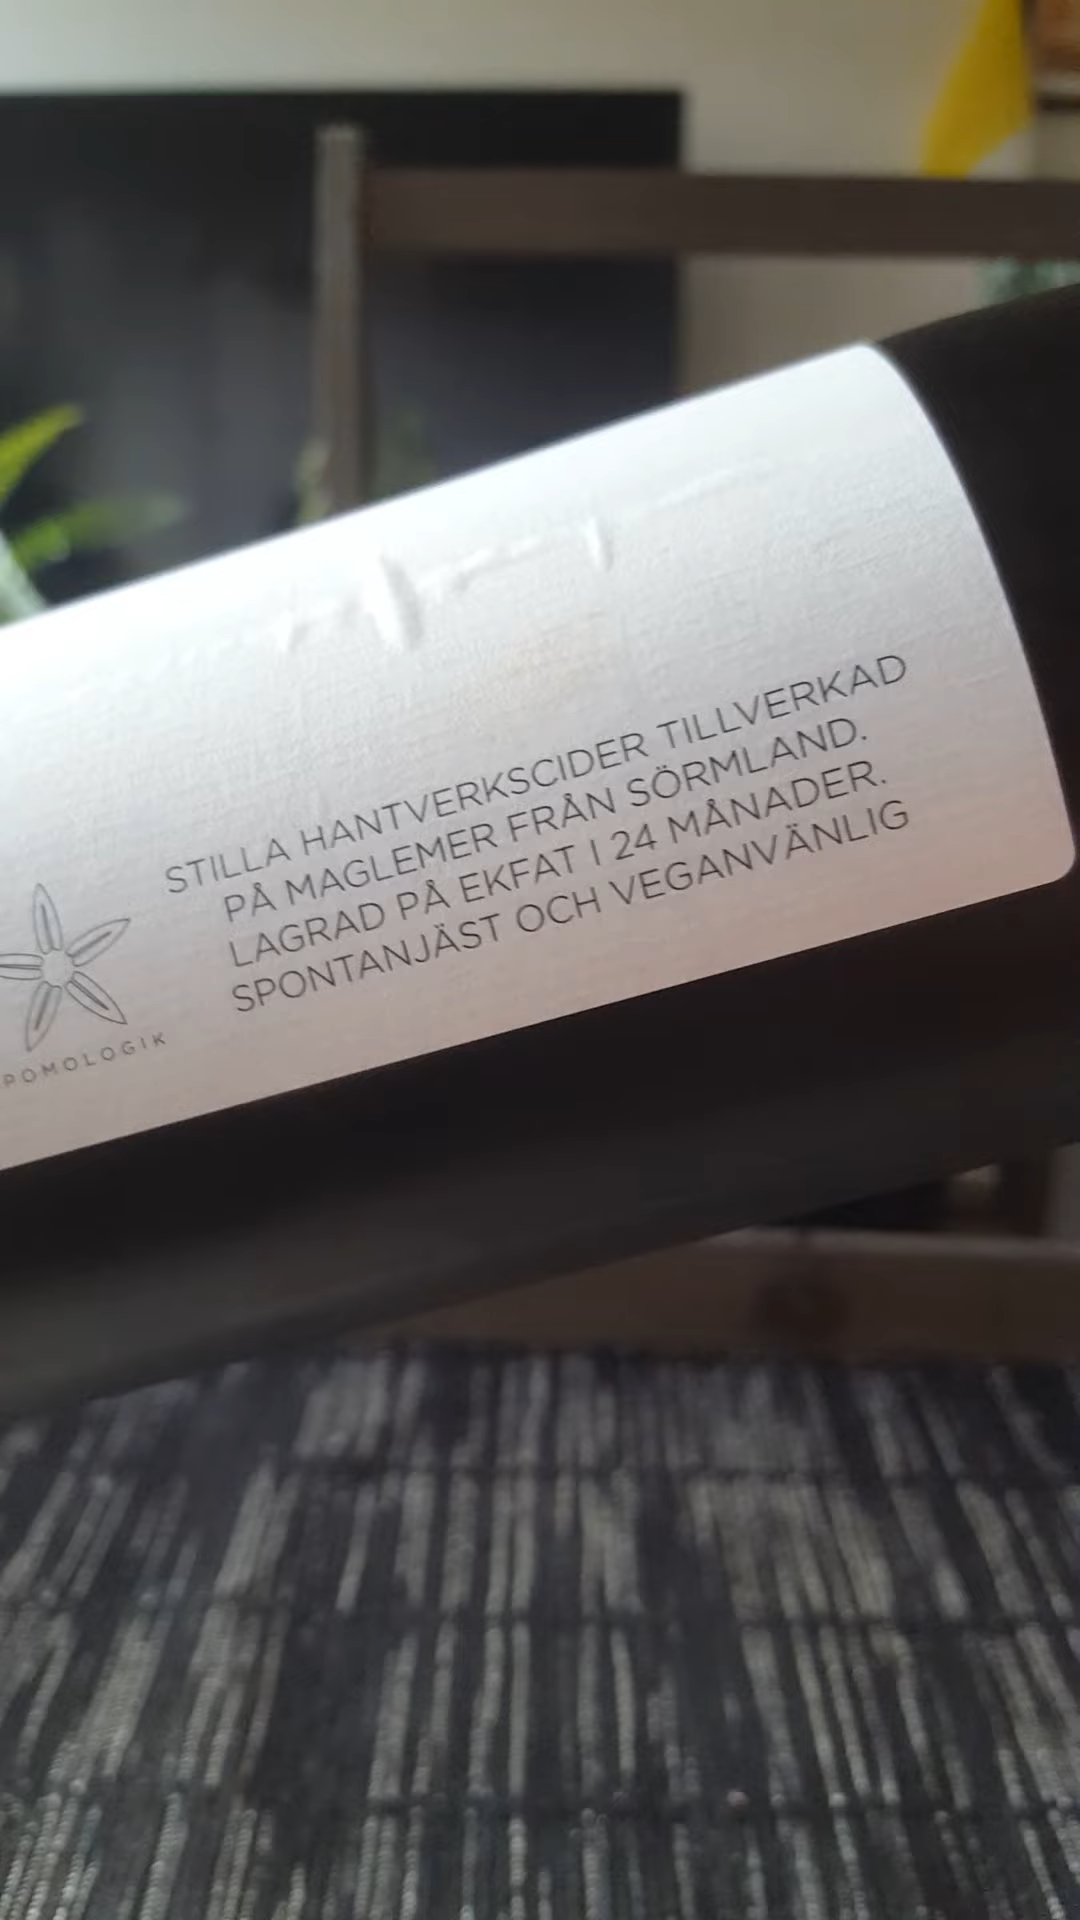 STILLA HANTVERKSCIDER TILLVERKAD
PÅ MAGLEMER FRÅN SÖRMLAND.
LAGRAD PÅ EKFAT I 24 MÅNADER.
SPONTANJÄST OCH VEGANVÄNLIG
POMOLOGIK